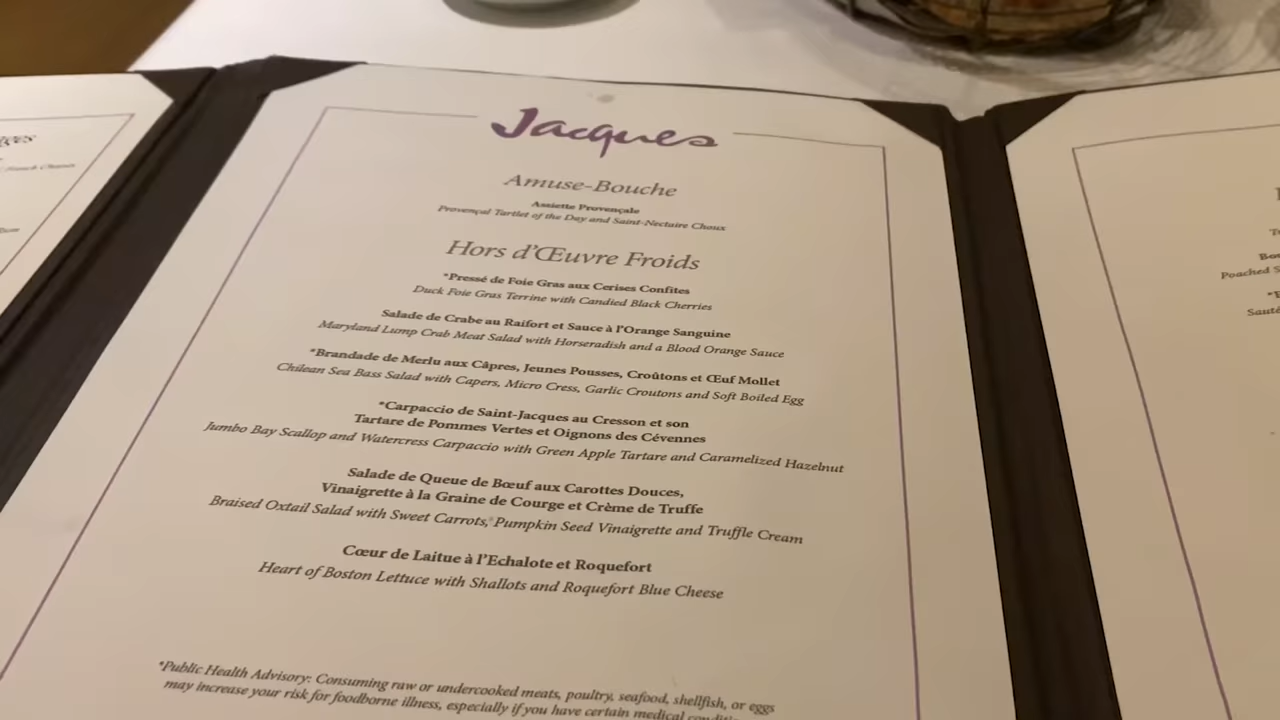 Jacques
Amuse-Bouche
Assiette Provençale
Provençal Tartlet of the Day and Saint-Nectaire Choux
Hors d'Œuvre Froids
*Pressé de Foie Gras aux Cerises Confites
Duck Foie Gras Terrine with Candied Black Cherries
Salade de Crabe au Raifort et Sauce à l'Orange Sanguine
Maryland Lump Crab Meat Salad with Horseradish and a Blood Orange Sauce
*Brandade de Merlu aux Câpres, Jeunes Pousses, Croûtons et Œuf Mollet
Chilean Sea Bass Salad with Capers, Micro Cress, Garlic Croutons and Soft Boiled Egg
*Carpaccio de Saint-Jacques au Cresson et son
Tartare de Pommes Vertes et Oignons des Cévennes
Jumbo Bay Scallop and Watercress Carpaccio with Green Apple Tartare and Caramelized Hazelnut
Salade de Queue de Bœuf aux Carottes Douces,
Vinaigrette à la Graine de Courge et Crème de Truffe
Braised Oxtail Salad with Sweet Carrots, Pumpkin Seed Vinaigrette and Truffle Cream
Cœur de Laitue à l'Echalote et Roquefort
Heart of Boston Lettuce with Shallots and Roquefort Blue Cheese
*Public Health Advisory: Consuming raw or undercooked meats, poultry, seafood, shellfish, or eggs
may increase your risk for foodborne illness, especially if you have certain medical
Poached